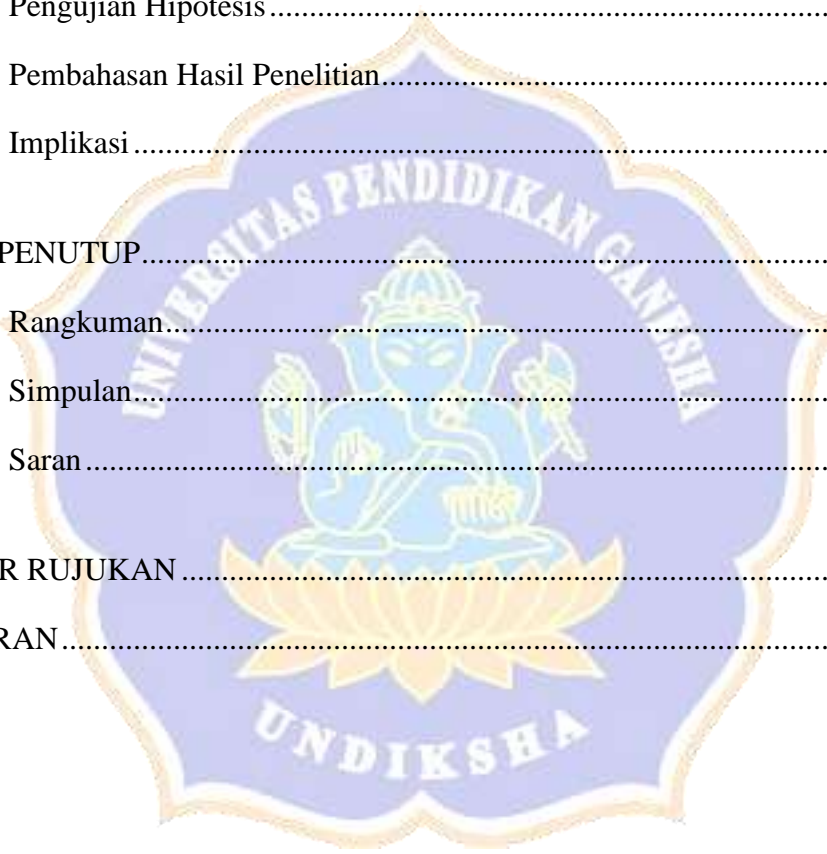 Pengujian Hipotesis........................................................................
Pembahasan Hasil Penelitian........................................................
Implikasi........................................................................................
UNIVERSITAS PENDIDIKAN GANESHA
PENUTUP.....................................................................................
Rangkuman....................................................................................
Simpulan........................................................................................
Saran..............................................................................................
R RUJUKAN.................................................................................
RAN...............................................................................................
UNDIKSHA